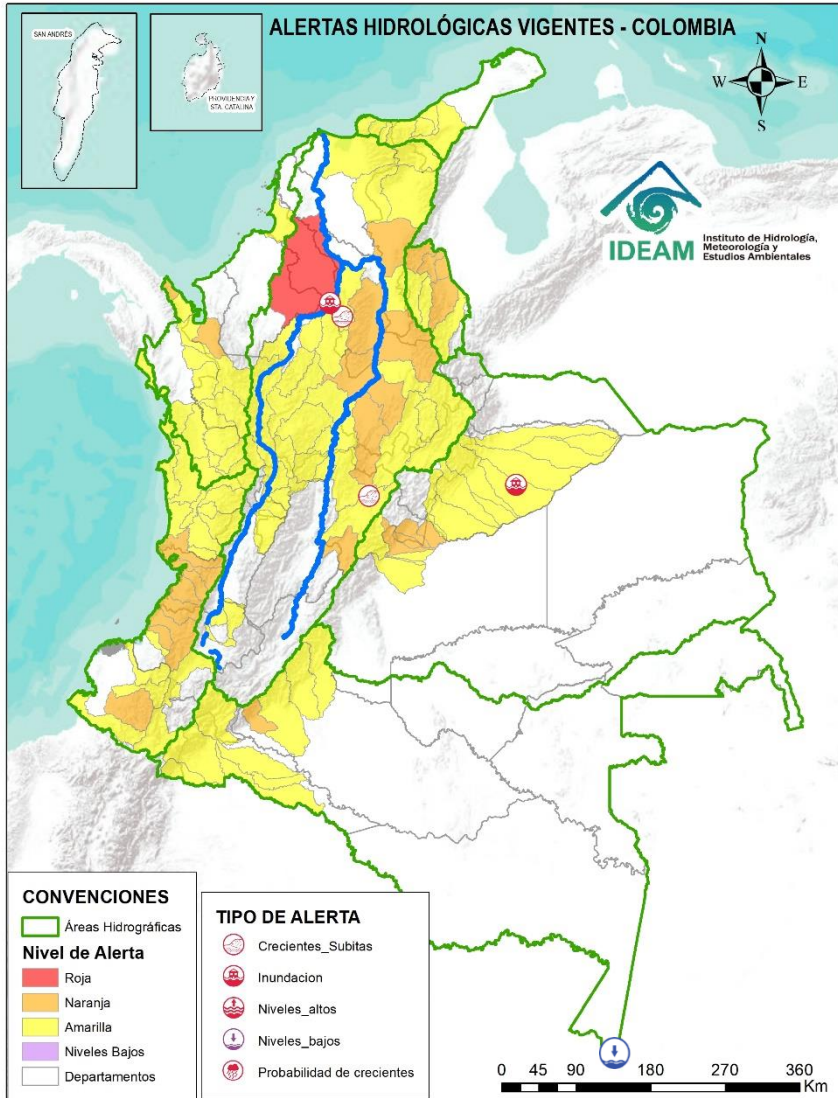 ALERTAS HIDROLÓGICAS VIGENTES - COLOMBIA
SAN ANDRÉS
PROVIDENCIA Y
STA. CATALINA
N
W
E
S
IDEAM
Instituto de Hidrología,
Meteorología y
Estudios Ambientales
CONVENCIONES
Áreas Hidrográficas
Nivel de Alerta
Roja
Naranja
Amarilla
Niveles Bajos
Departamentos
TIPO DE ALERTA
Crecientes_Subitas
Inundacion
Niveles_altos
Niveles_bajos
Probabilidad de crecientes
0 45 90 180 270 360
Km